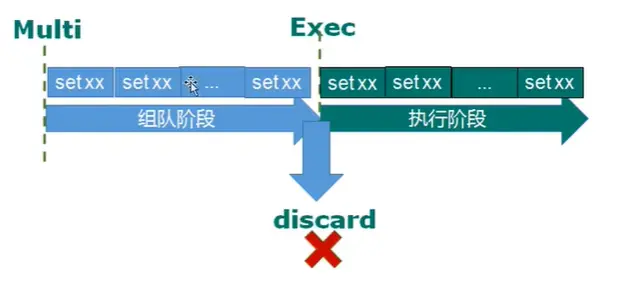 Multi
Exec
set xx set xx ... set xx
set xx set xx ... set xx
组队阶段
执行阶段
discard